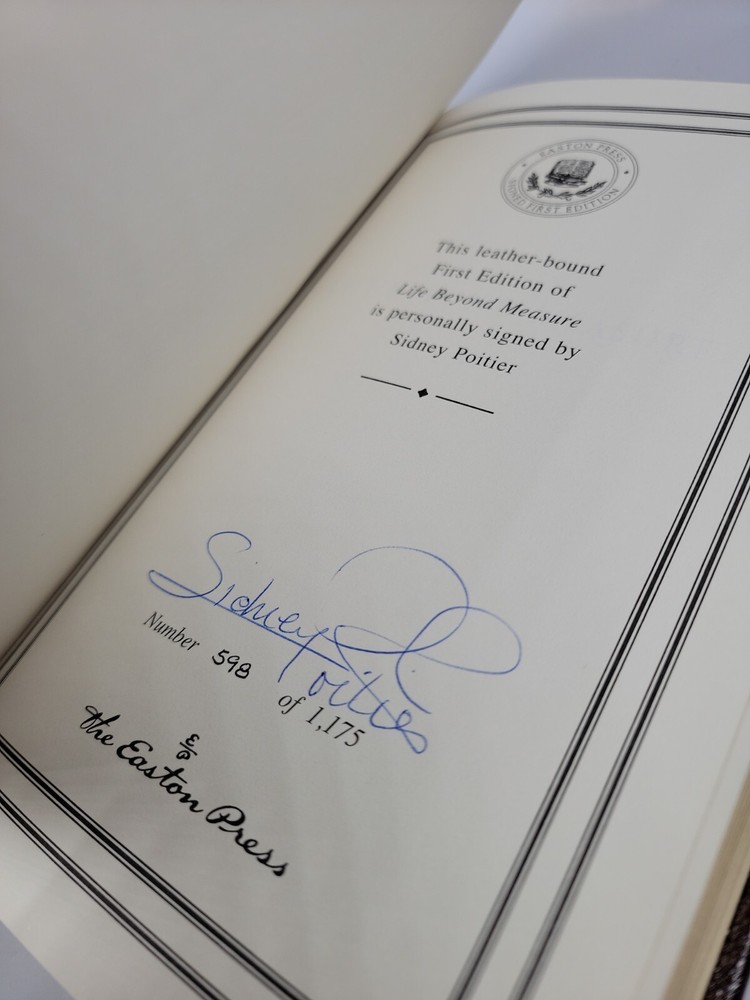 EASTON PRESS
SIGNED FIRST EDITION
This leather-bound
First Edition of
Life Beyond Measure
is personally signed by
Sidney Poitier
Sidney
Poitier
Number 598 of 1,175
E/P
The Easton Press